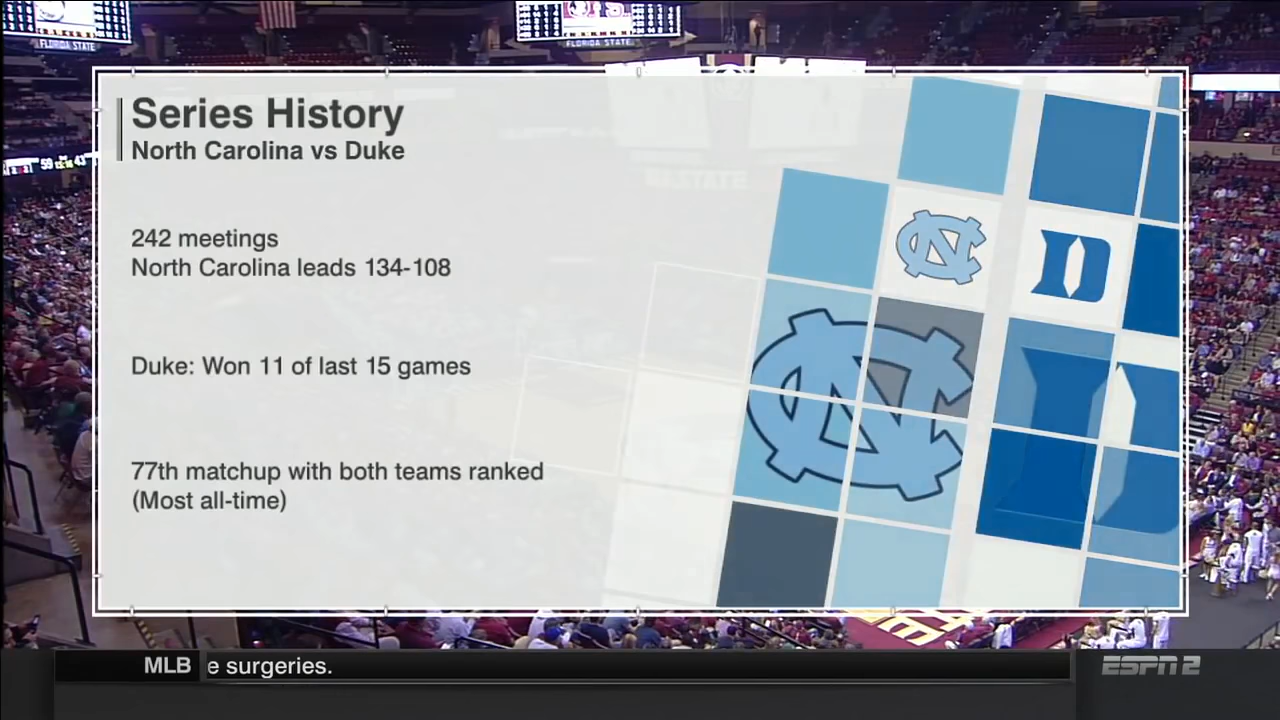 FLORIDA STATE
FLORIDA STATE
Series History
North Carolina vs Duke
242 meetings
North Carolina leads 134-108
Duke: Won 11 of last 15 games
77th matchup with both teams ranked
(Most all-time)
NC
D
MLB e surgeries.
ESPN2